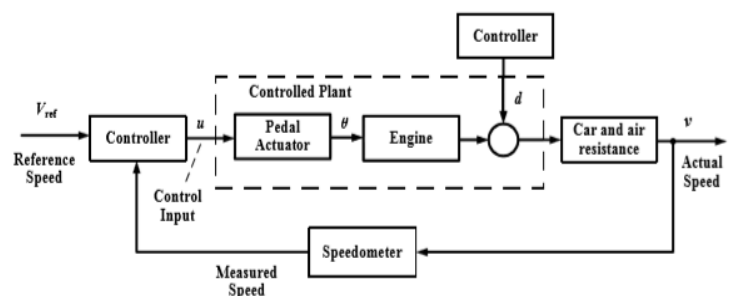 Controller
Controlled Plant
d
V_ref
Reference
Speed
Controller
u
Control
Input
Pedal
Actuator
θ
Engine
Car and air
resistance
v
Actual
Speed
Speedometer
Measured
Speed